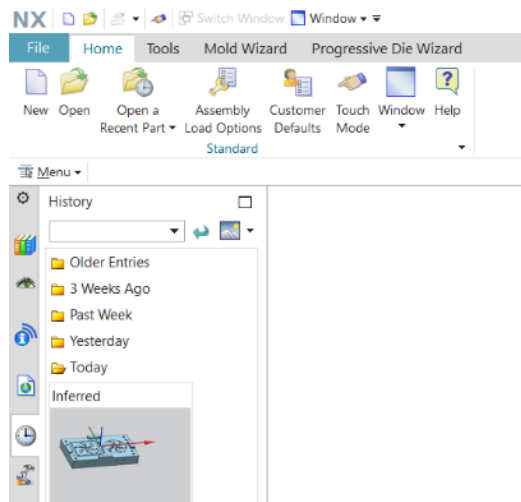 NX Switch Window Window
File Home Tools Mold Wizard Progressive Die Wizard
New Open Open a Assembly Customer Touch Window Help
Recent Part Load Options Defaults Mode
Standard
Menu
History
Older Entries
3 Weeks Ago
Past Week
Yesterday
Today
Inferred